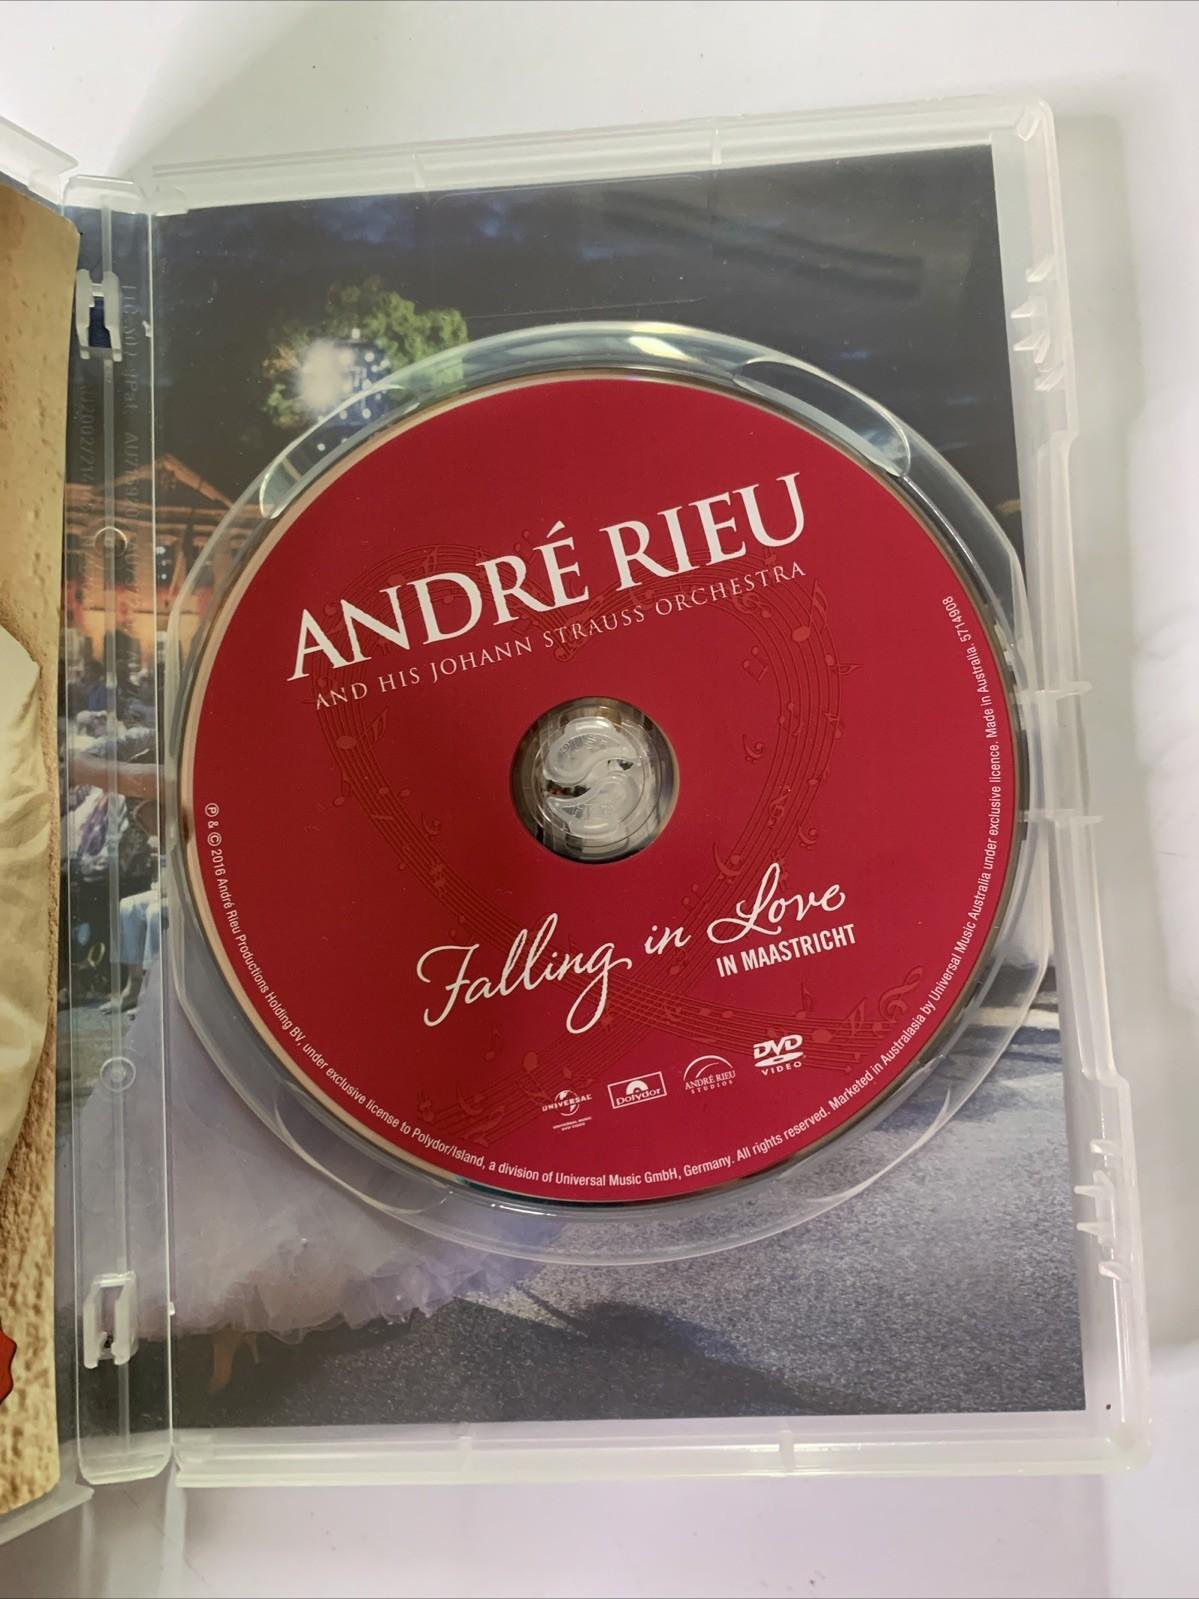 ANDRÉ RIEU
AND HIS JOHANN STRAUSS ORCHESTRA
Falling in Love
IN MAASTRICHT
UNIVERSAL
UNIVERSAL MUSIC
polydor
ANDRÉ RIEU
STUDIOS
DVD
VIDEO
℗ & © 2016 André Rieu Productions Holding BV, under exclusive license to Polydor/Island, a division of Universal Music GmbH, Germany. All rights reserved. Marketed in Australasia by Universal Music Australia under exclusive licence. Made in Australia. 5714908